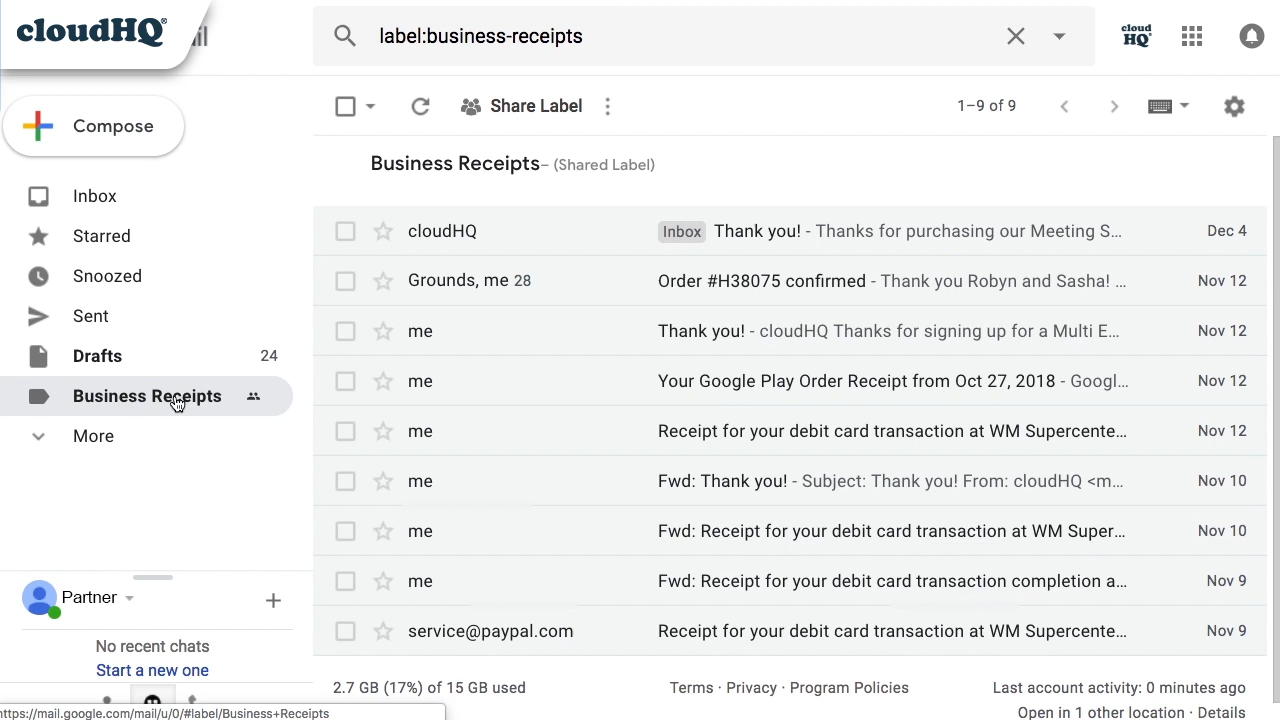 cloudHQ®
il
label:business-receipts
cloud
HQ®
Compose
Share Label
1–9 of 9
Inbox
Starred
Snoozed
Sent
Drafts 24
Business Receipts
More
Business Receipts– (Shared Label)
cloudHQ Inbox Thank you! - Thanks for purchasing our Meeting S... Dec 4
Grounds, me 28 Order #H38075 confirmed - Thank you Robyn and Sasha! ... Nov 12
me Thank you! - cloudHQ Thanks for signing up for a Multi E... Nov 12
me Your Google Play Order Receipt from Oct 27, 2018 - Googl... Nov 12
me Receipt for your debit card transaction at WM Supercente... Nov 12
me Fwd: Thank you! - Subject: Thank you! From: cloudHQ <m... Nov 10
me Fwd: Receipt for your debit card transaction at WM Super... Nov 10
me Fwd: Receipt for your debit card transaction completion a... Nov 9
service@paypal.com Receipt for your debit card transaction at WM Supercente... Nov 9
Partner
No recent chats
Start a new one
2.7 GB (17%) of 15 GB used
Terms · Privacy · Program Policies
Last account activity: 0 minutes ago
Open in 1 other location · Details
https://mail.google.com/mail/u/0/#label/Business+Receipts